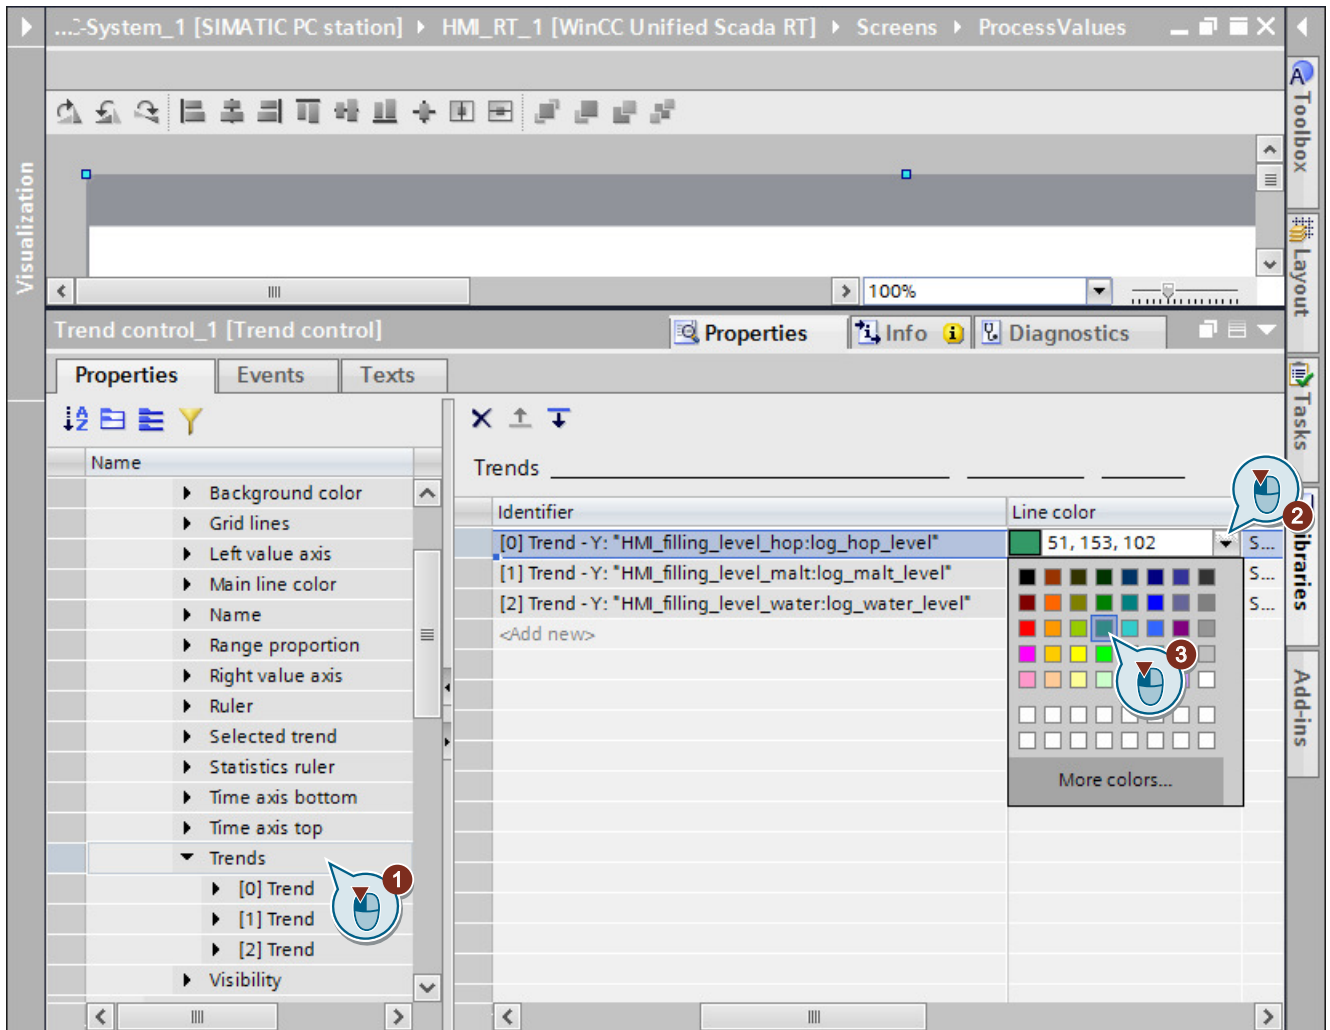 ...-System_1 [SIMATIC PC station] HMI_RT_1 [WinCC Unified Scada RT] Screens ProcessValues
Visualization
100%
Toolbox
Layout
Tasks
ibraries
Add-ins
Trend control_1 [Trend control]
Properties
Info
Diagnostics
Properties
Events
Texts
Name
Background color
Grid lines
Left value axis
Main line color
Name
Range proportion
Right value axis
Ruler
Selected trend
Statistics ruler
Time axis bottom
Time axis top
Trends
[0] Trend
[1] Trend
[2] Trend
Visibility
1
Trends
Identifier Line color
[0] Trend - Y: "HMI_filling_level_hop:log_hop_level" 51, 153, 102 S...
[1] Trend - Y: "HMI_filling_level_malt:log_malt_level" S...
[2] Trend - Y: "HMI_filling_level_water:log_water_level" S...
<Add new>
2
3
More colors...